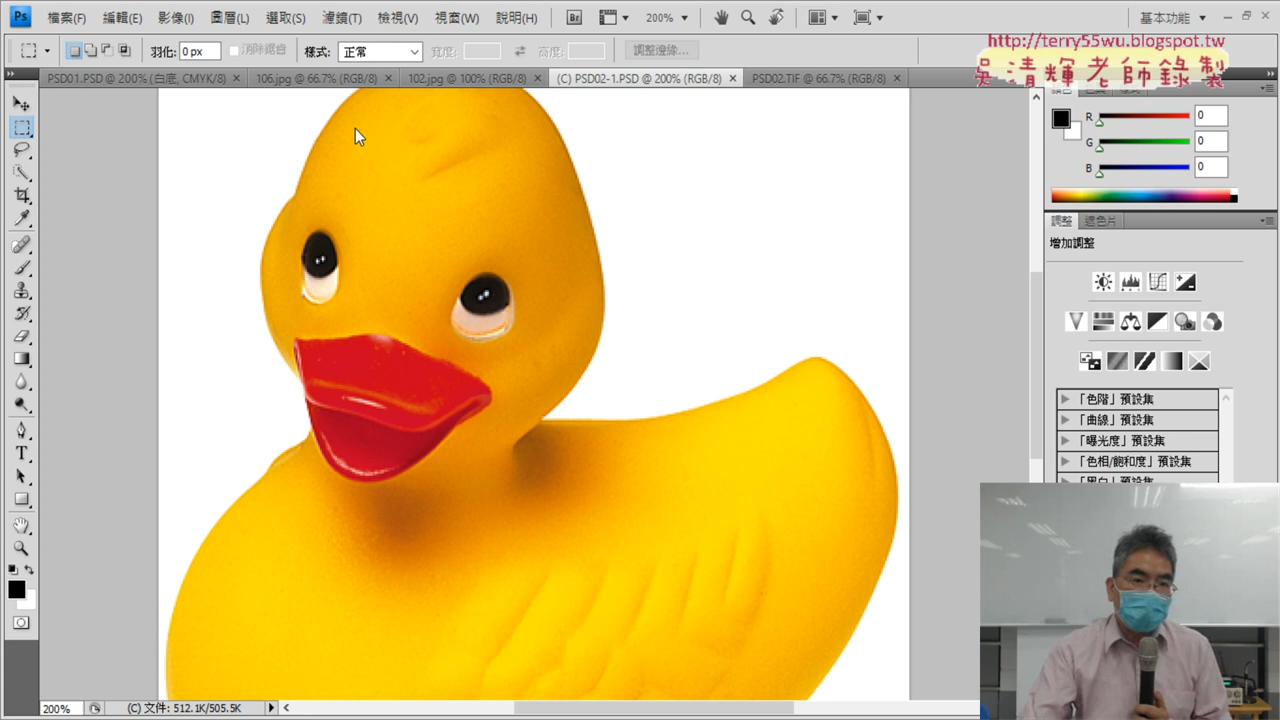 Ps 檔案(F) 編輯(E) 影像(I) 圖層(L) 選取(S) 濾鏡(T) 檢視(V) 視窗(W) 說明(H) Br 200% 基本功能
http://terry55wu.blogspot.tw
羽化: 0 px 消除鋸齒 樣式: 正常 寬度: 高度: 調整邊緣...
吳清輝老師錄製
PSD01.PSD @ 200% (白底, CMYK/8) × 106.jpg @ 66.7% (RGB/8) × 102.jpg @ 100% (RGB/8) × (C) PSD02-1.PSD @ 200% (RGB/8) × PSD02.TIF @ 66.7% (RGB/8) ×
R 0
G 0
B 0
調整 遮色片
增加調整
「色階」預設集
「曲線」預設集
「曝光度」預設集
「色相/飽和度」預設集
T
200% (C) 文件: 512.1K/505.5K